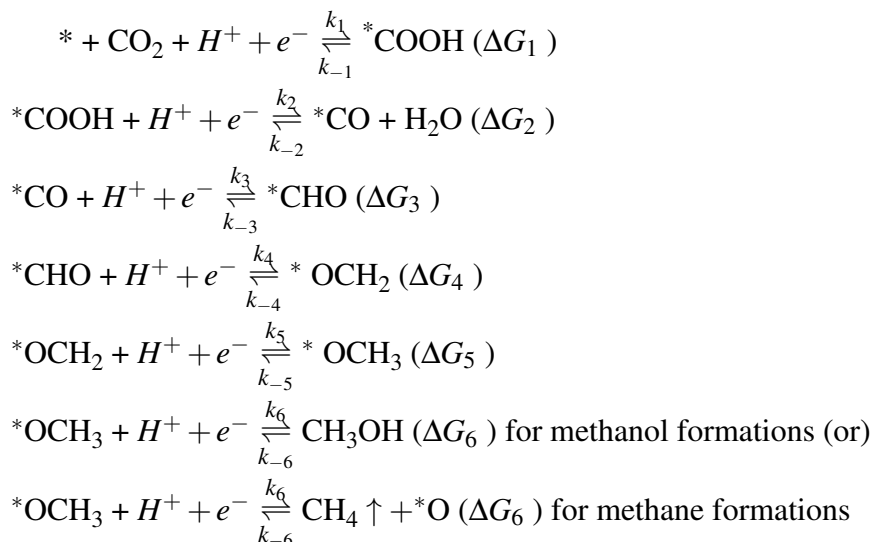 * + CO₂ + H⁺ + e⁻ ⇌ *COOH (ΔG₁ ) k₁ k₋₁
*COOH + H⁺ + e⁻ ⇌ *CO + H₂O (ΔG₂ ) k₂ k₋₂
*CO + H⁺ + e⁻ ⇌ *CHO (ΔG₃ ) k₃ k₋₃
*CHO + H⁺ + e⁻ ⇌ * OCH₂ (ΔG₄ ) k₄ k₋₄
*OCH₂ + H⁺ + e⁻ ⇌ * OCH₃ (ΔG₅ ) k₅ k₋₅
*OCH₃ + H⁺ + e⁻ ⇌ CH₃OH (ΔG₆ ) for methanol formations (or) k₆ k₋₆
*OCH₃ + H⁺ + e⁻ ⇌ CH₄ ↑ +*O (ΔG₆ ) for methane formations k₆ k₋₆